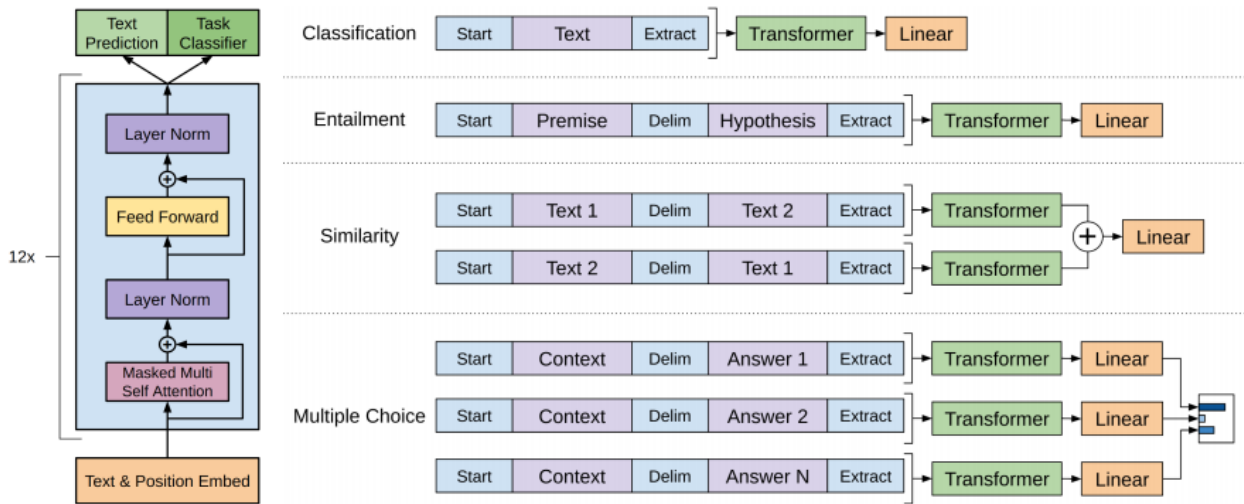 Text
Prediction
Task
Classifier
Layer Norm
+
Feed Forward
12x
Layer Norm
+
Masked Multi
Self Attention
Text & Position Embed
Classification
Start Text Extract Transformer Linear
Entailment
Start Premise Delim Hypothesis Extract Transformer Linear
Similarity
Start Text 1 Delim Text 2 Extract Transformer
+ Linear
Start Text 2 Delim Text 1 Extract Transformer
Multiple Choice
Start Context Delim Answer 1 Extract Transformer Linear
Start Context Delim Answer 2 Extract Transformer Linear
Start Context Delim Answer N Extract Transformer Linear